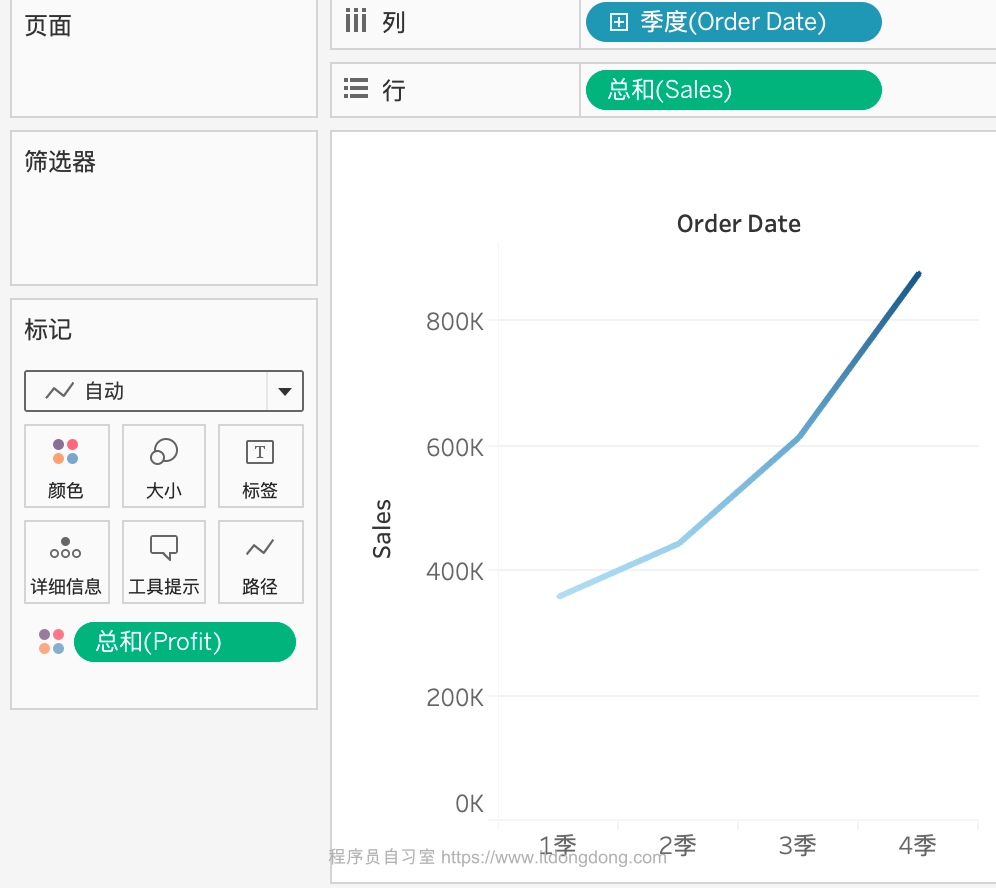 页面
列
季度(Order Date)
行
总和(Sales)
筛选器
标记
自动
颜色
大小
T
标签
详细信息
工具提示
路径
总和(Profit)
Order Date
800K
600K
400K
200K
0K
Sales
1季
2季
3季
4季
程序员自习室 https://www.itdongdong.com